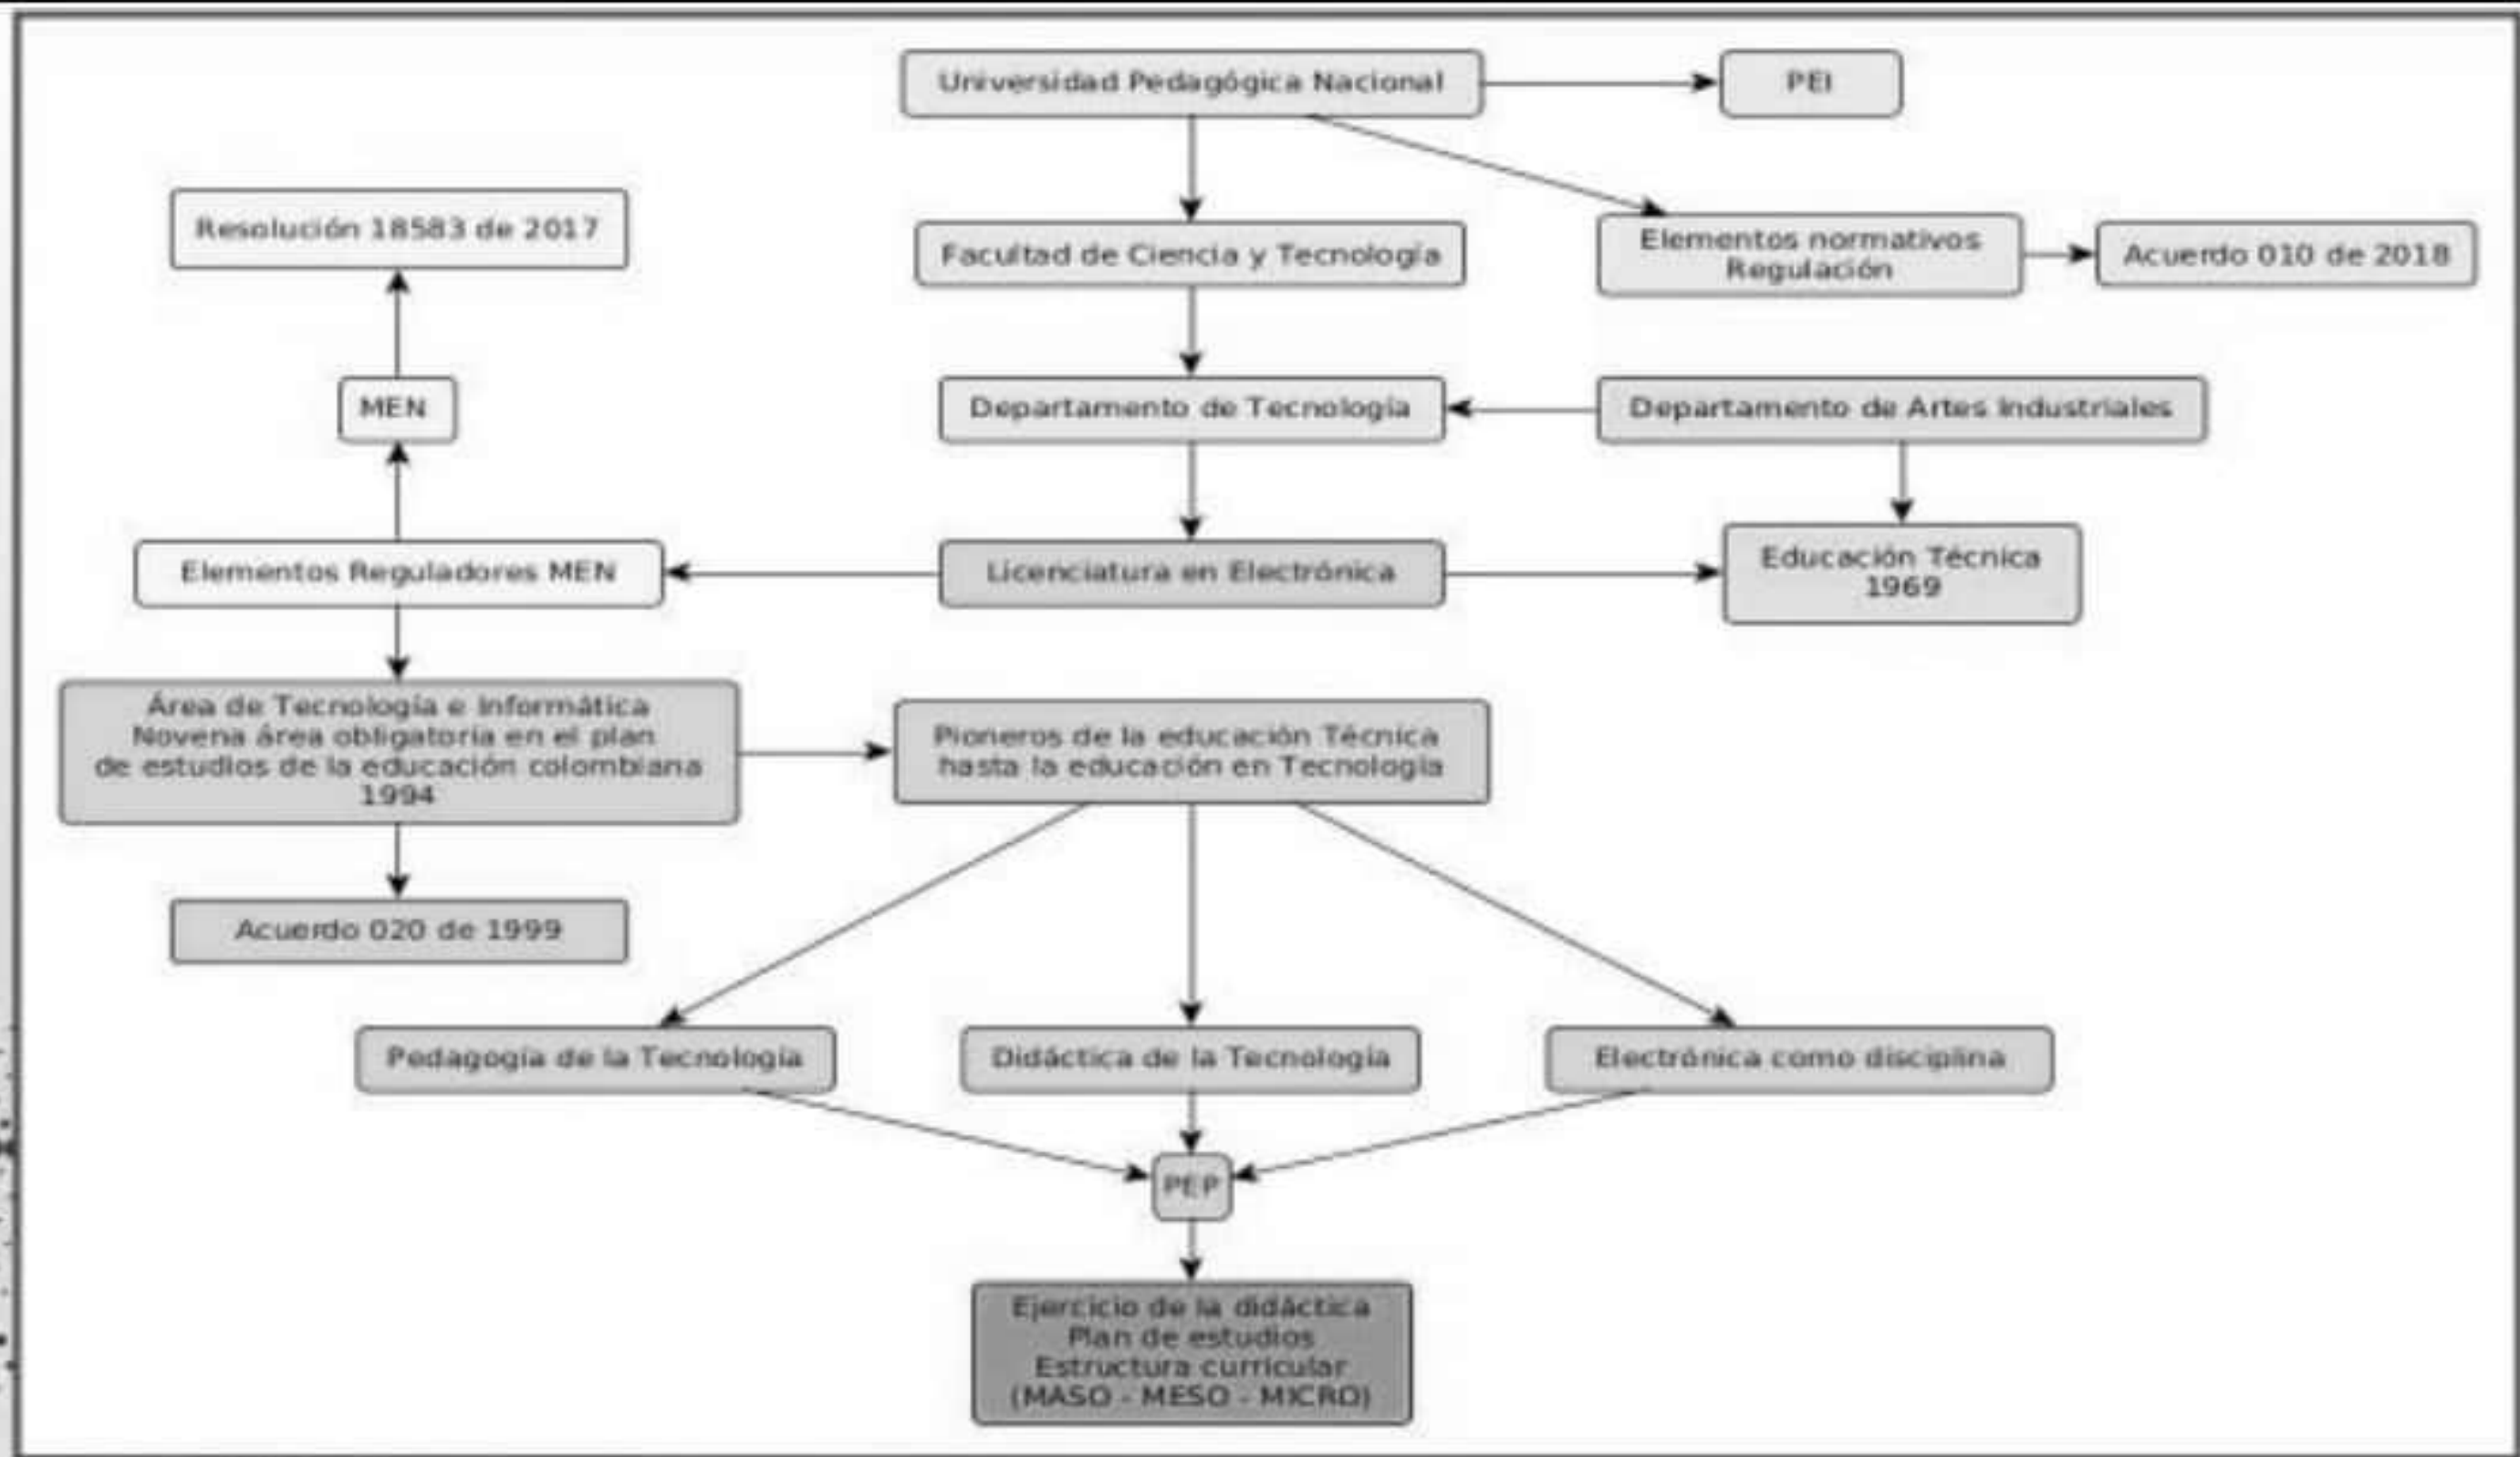 Universidad Pedagógica Nacional
PEI
Resolución 18583 de 2017
Facultad de Ciencia y Tecnología
Elementos normativos
Regulación
Acuerdo 010 de 2018
MEN
Departamento de Tecnología
Departamento de Artes Industriales
Elementos Reguladores MEN
Licenciatura en Electrónica
Educación Técnica
1969
Área de Tecnología e Informática
Novena área obligatoria en el plan
de estudios de la educación colombiana
1994
Pioneros de la educación Técnica
hasta la educación en Tecnología
Acuerdo 020 de 1999
Pedagogía de la Tecnología
Didáctica de la Tecnología
Electrónica como disciplina
PEP
Ejercicio de la didáctica
Plan de estudios
Estructura curricular
(MASO - MESO - MICRO)